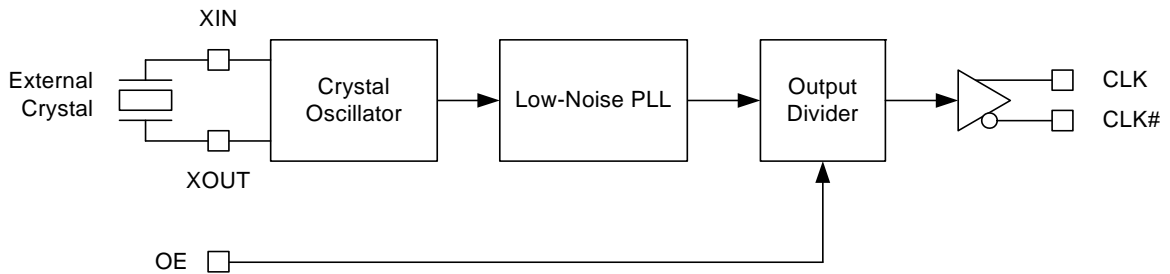 XIN
External
Crystal
XOUT
Crystal
Oscillator
Low-Noise PLL
Output
Divider
CLK
CLK#
OE